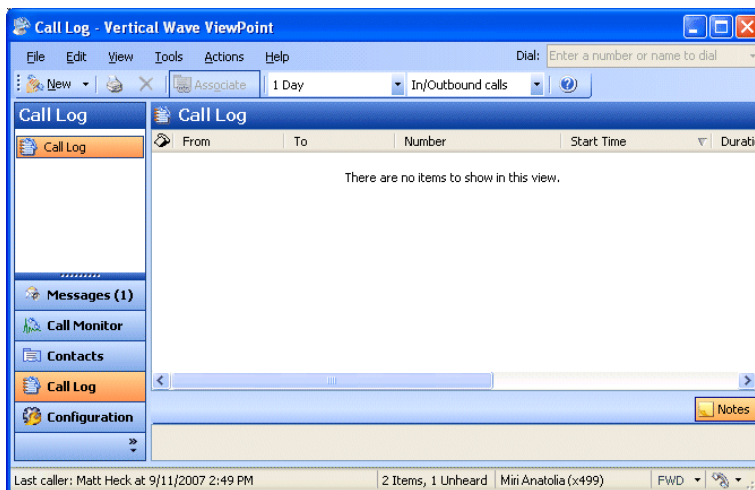 Call Log - Vertical Wave ViewPoint
File Edit View Tools Actions Help Dial: Enter a number or name to dial
New Associate 1 Day In/Outbound calls
Call Log Call Log
Call Log From To Number Start Time Durati
There are no items to show in this view.
Messages (1)
Call Monitor
Contacts
Call Log
Notes
Configuration
Last caller: Matt Heck at 9/11/2007 2:49 PM 2 Items, 1 Unheard Miri Anatolia (x499) FWD